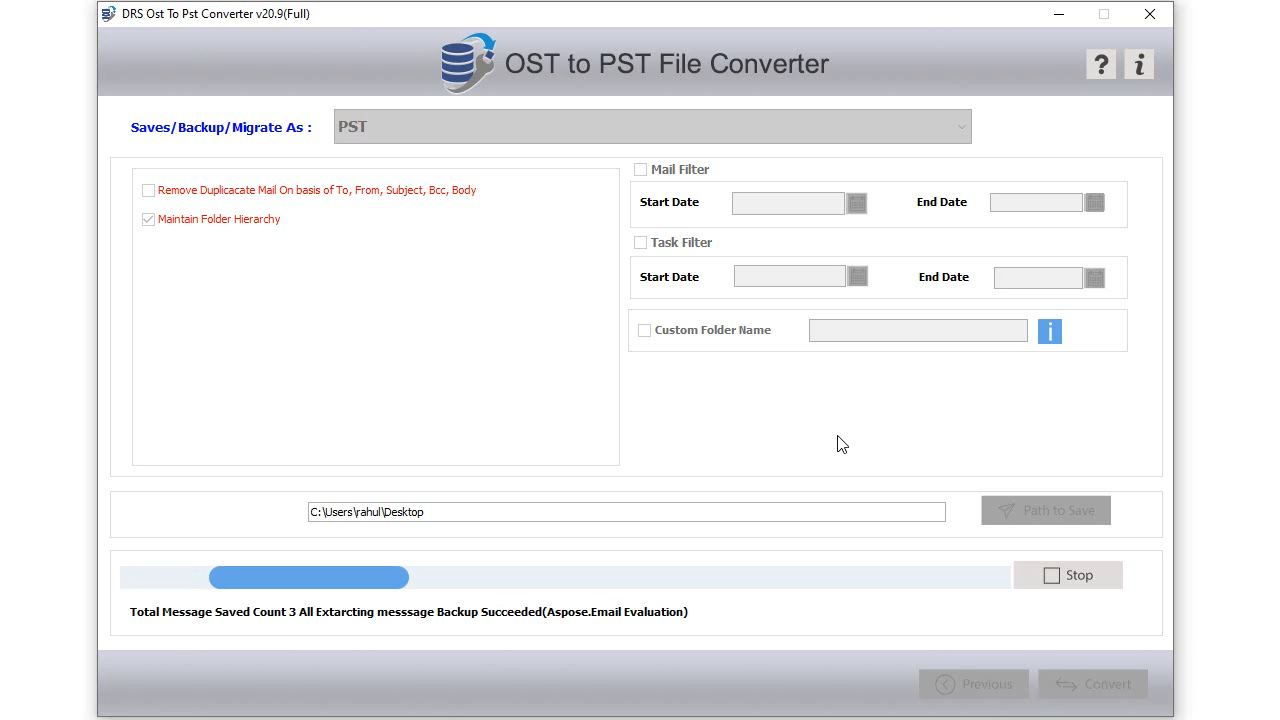 DRS Ost To Pst Converter v20.9(Full)
OST to PST File Converter
? i
Saves/Backup/Migrate As : PST
Remove Duplicacate Mail On basis of To, From, Subject, Bcc, Body
Maintain Folder Hierarchy
Mail Filter
Start Date End Date
Task Filter
Start Date End Date
Custom Folder Name i
C:\Users\rahul\Desktop Path to Save
Stop
Total Message Saved Count 3 All Extarcting messsage Backup Succeeded(Aspose.Email Evaluation)
Previous Convert